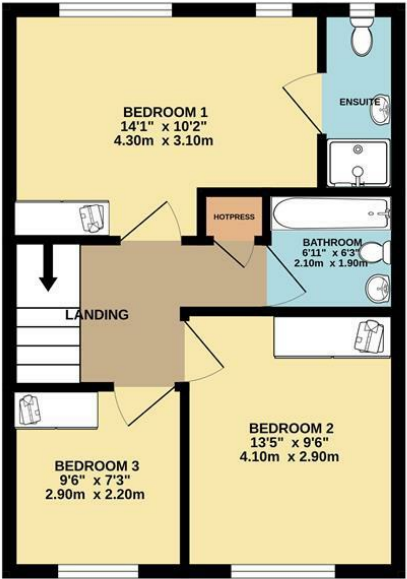 BEDROOM 1
14'1" x 10'2"
4.30m x 3.10m
ENSUITE
HOTPRESS
BATHROOM
6'11" x 6'3"
2.10m x 1.90m
LANDING
BEDROOM 2
13'5" x 9'6"
4.10m x 2.90m
BEDROOM 3
9'6" x 7'3"
2.90m x 2.20m